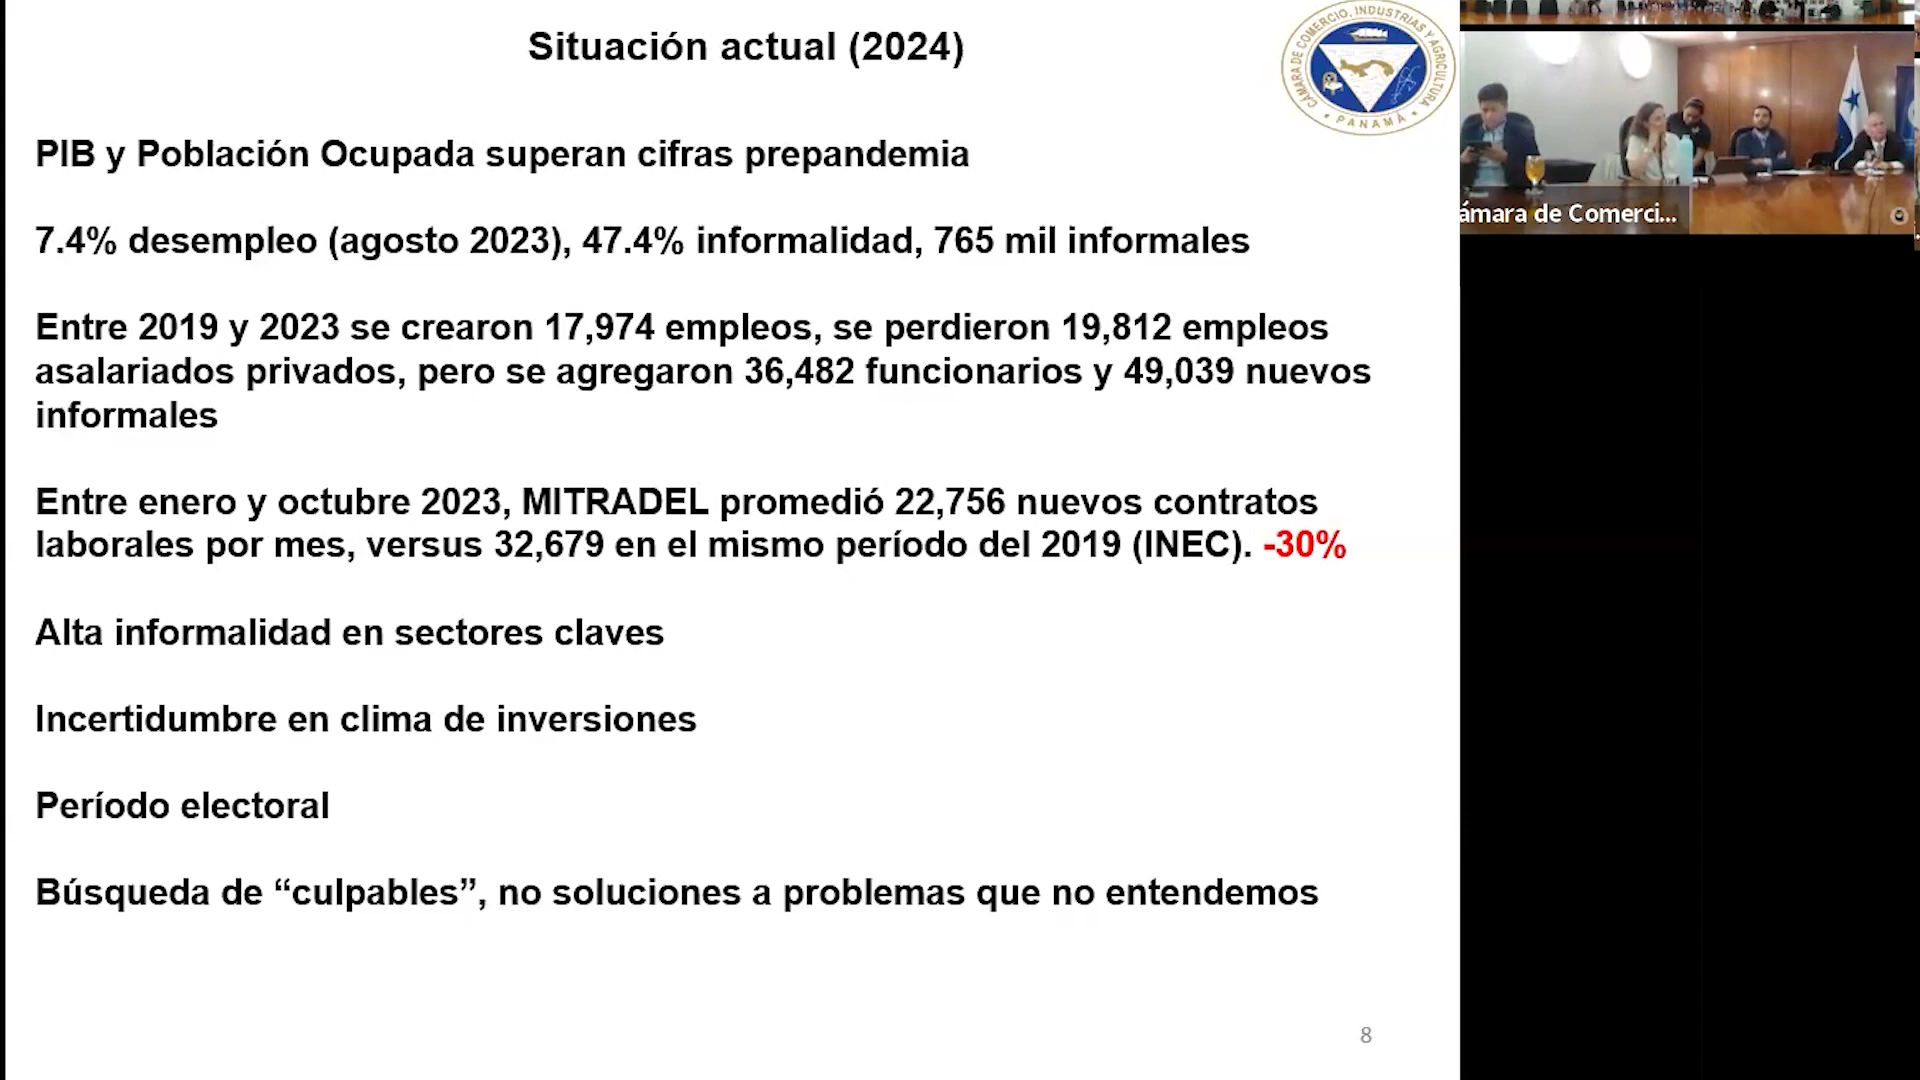 Situación actual (2024)
CÁMARA DE COMERCIO, INDUSTRIAS Y AGRICULTURA
• PANAMÁ •
PIB y Población Ocupada superan cifras prepandemia
7.4% desempleo (agosto 2023), 47.4% informalidad, 765 mil informales
Entre 2019 y 2023 se crearon 17,974 empleos, se perdieron 19,812 empleos
asalariados privados, pero se agregaron 36,482 funcionarios y 49,039 nuevos
informales
Entre enero y octubre 2023, MITRADEL promedió 22,756 nuevos contratos
laborales por mes, versus 32,679 en el mismo período del 2019 (INEC). -30%
Alta informalidad en sectores claves
Incertidumbre en clima de inversiones
Período electoral
Búsqueda de “culpables”, no soluciones a problemas que no entendemos
8
ámara de Comerci...